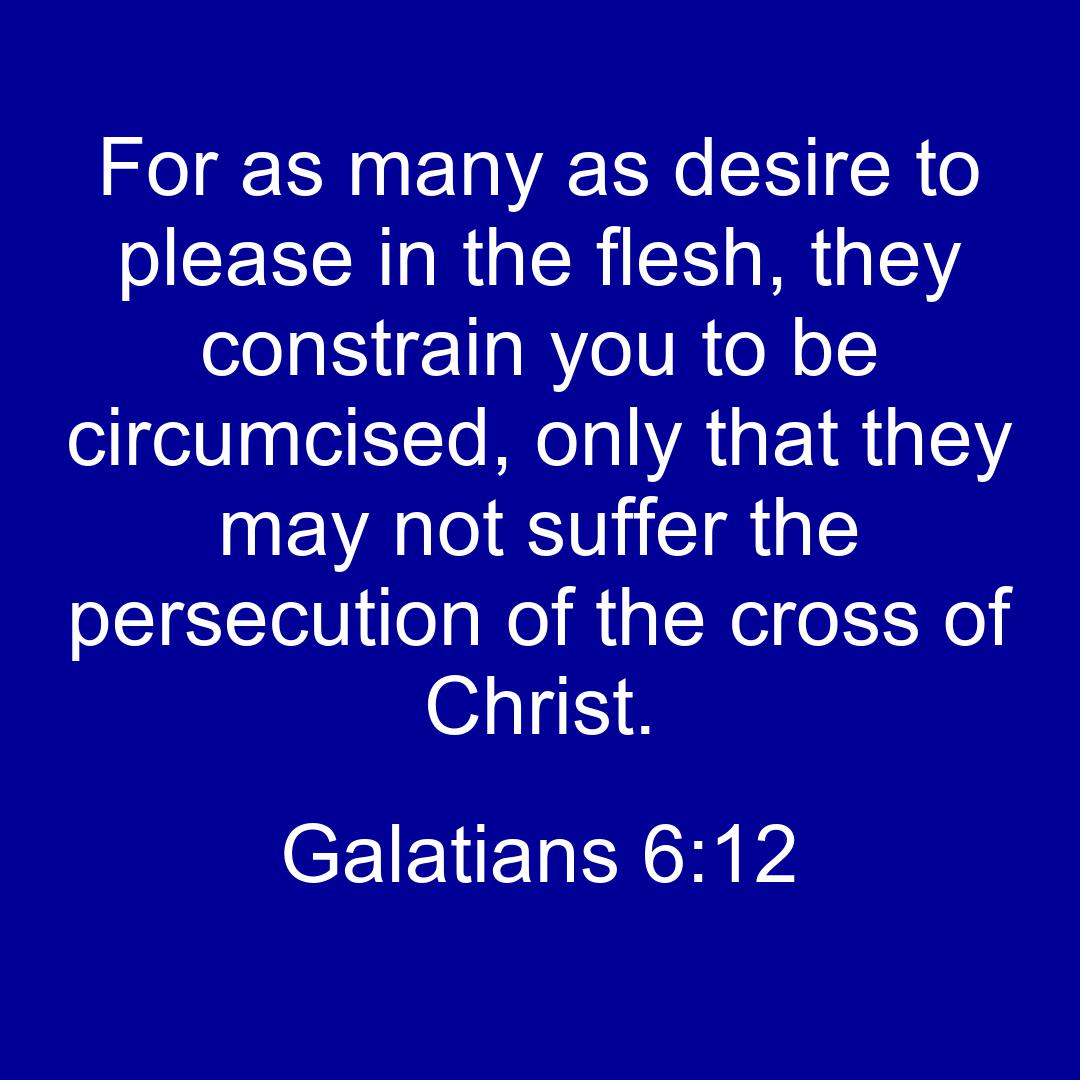 For as many as desire to
please in the flesh, they
constrain you to be
circumcised, only that they
may not suffer the
persecution of the cross of
Christ.
Galatians 6:12